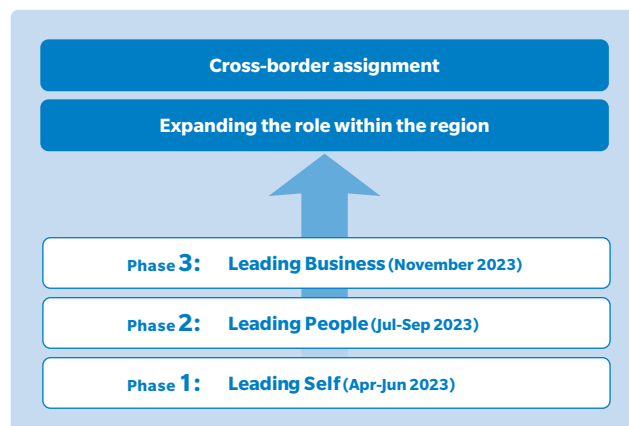 Cross-border assignment
Expanding the role within the region
Phase 3: Leading Business (November 2023)
Phase 2: Leading People (Jul-Sep 2023)
Phase 1: Leading Self (Apr-Jun 2023)